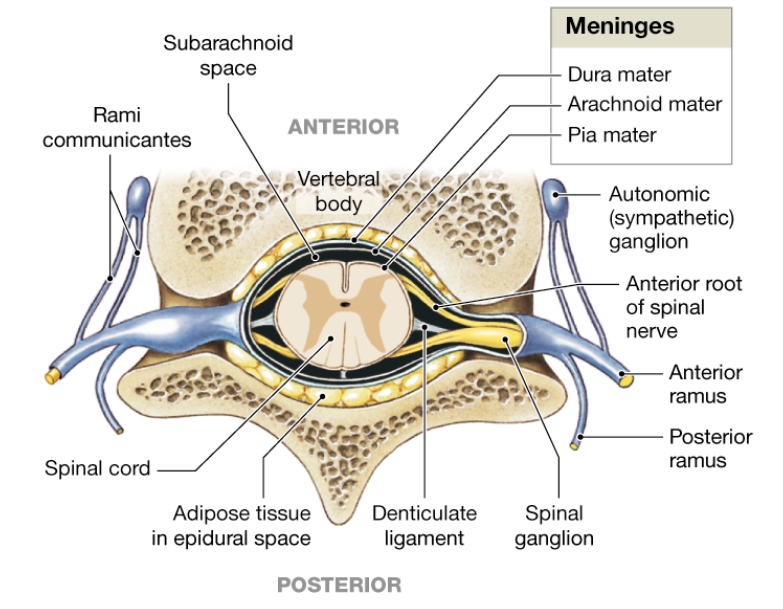 Meninges
Dura mater
Arachnoid mater
Pia mater
Subarachnoid
space
Rami
communicantes
ANTERIOR
Vertebral
body
Autonomic
(sympathetic)
ganglion
Anterior root
of spinal
nerve
Anterior
ramus
Posterior
ramus
Spinal cord
Adipose tissue
in epidural space
Denticulate
ligament
Spinal
ganglion
POSTERIOR